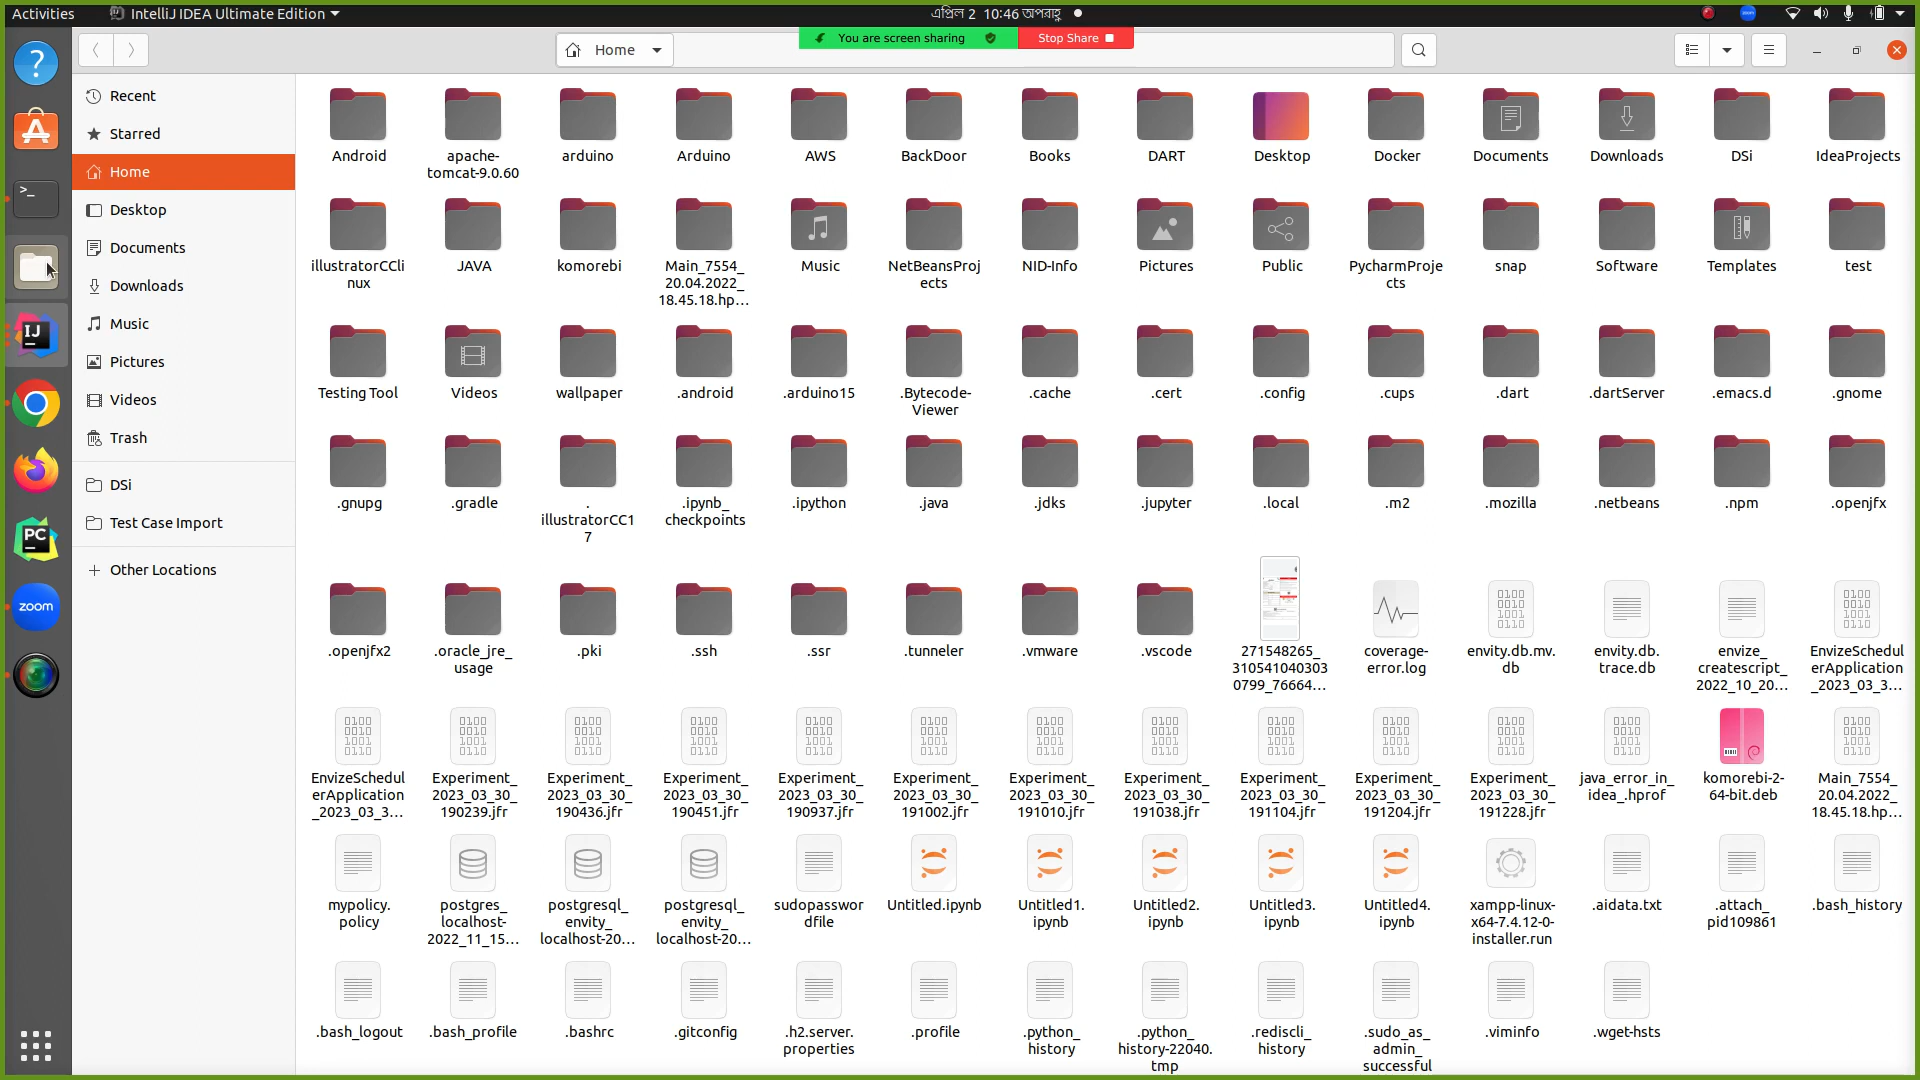 Activities
IntelliJ IDEA Ultimate Edition
এপ্রিল 2 10:46 অপরাহ্ণ
zoom
Home
You are screen sharing
Stop Share
Recent
Starred
Home
Desktop
Documents
Downloads
Music
Pictures
Videos
Trash
DSi
Test Case Import
Other Locations
>_
IJ
PC
zoom
Android
apache-
tomcat-9.0.60
arduino
Arduino
AWS
BackDoor
Books
DART
Desktop
Docker
Documents
Downloads
DSi
IdeaProjects
illustratorCCli
nux
JAVA
komorebi
Main_7554_
20.04.2022_
18.45.18.hp...
Music
NetBeansProj
ects
NID-Info
Pictures
Public
PycharmProje
cts
snap
Software
Templates
test
Testing Tool
Videos
wallpaper
.android
.arduino15
.Bytecode-
Viewer
.cache
.cert
.config
.cups
.dart
.dartServer
.emacs.d
.gnome
.gnupg
.gradle
.
illustratorCC1
7
.ipynb_
checkpoints
.ipython
.java
.jdks
.jupyter
.local
.m2
.mozilla
.netbeans
.npm
.openjfx
.openjfx2
.oracle_jre_
usage
.pki
.ssh
.ssr
.tunneler
.vmware
.vscode
271548265_
310541040303
0799_76664...
coverage-
error.log
envity.db.mv.
db
envity.db.
trace.db
envize_
createscript_
2022_10_20...
EnvizeSchedul
erApplication
_2023_03_3...
EnvizeSchedul
erApplication
_2023_03_3...
Experiment_
2023_03_30_
190239.jfr
Experiment_
2023_03_30_
190436.jfr
Experiment_
2023_03_30_
190451.jfr
Experiment_
2023_03_30_
190937.jfr
Experiment_
2023_03_30_
191002.jfr
Experiment_
2023_03_30_
191010.jfr
Experiment_
2023_03_30_
191038.jfr
Experiment_
2023_03_30_
191104.jfr
Experiment_
2023_03_30_
191204.jfr
Experiment_
2023_03_30_
191228.jfr
java_error_in_
idea_.hprof
komorebi-2-
64-bit.deb
Main_7554_
20.04.2022_
18.45.18.hp...
mypolicy.
policy
postgres_
localhost-
2022_11_15...
postgresql_
envity_
localhost-20...
postgresql_
envity_
localhost-20...
sudopasswor
dfile
Untitled.ipynb
Untitled1.
ipynb
Untitled2.
ipynb
Untitled3.
ipynb
Untitled4.
ipynb
xampp-linux-
x64-7.4.12-0-
installer.run
.aidata.txt
.attach_
pid109861
.bash_history
.bash_logout
.bash_profile
.bashrc
.gitconfig
.h2.server.
properties
.profile
.python_
history
.python_
history-22040.
tmp
.rediscli_
history
.sudo_as_
admin_
successful
.viminfo
.wget-hsts